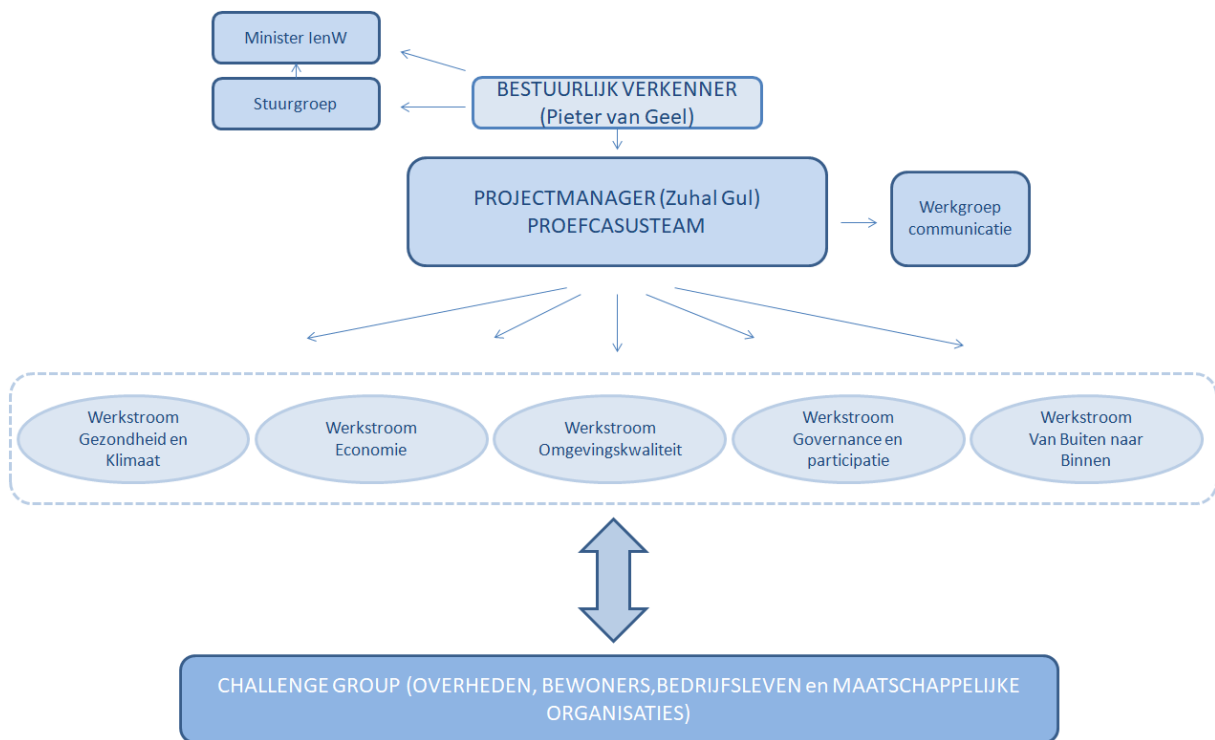 Minister IenW
Stuurgroep
BESTUURLIJK VERKENNER
(Pieter van Geel)
PROJECTMANAGER (Zuhal Gul)
PROEFCASUSTEAM
Werkgroep
communicatie
Werkstroom
Gezondheid en
Klimaat
Werkstroom
Economie
Werkstroom
Omgevingskwaliteit
Werkstroom
Governance en
participatie
Werkstroom
Van Buiten naar
Binnen
CHALLENGE GROUP (OVERHEDEN, BEWONERS,BEDRIJFSLEVEN en MAATSCHAPPELIJKE
ORGANISATIES)